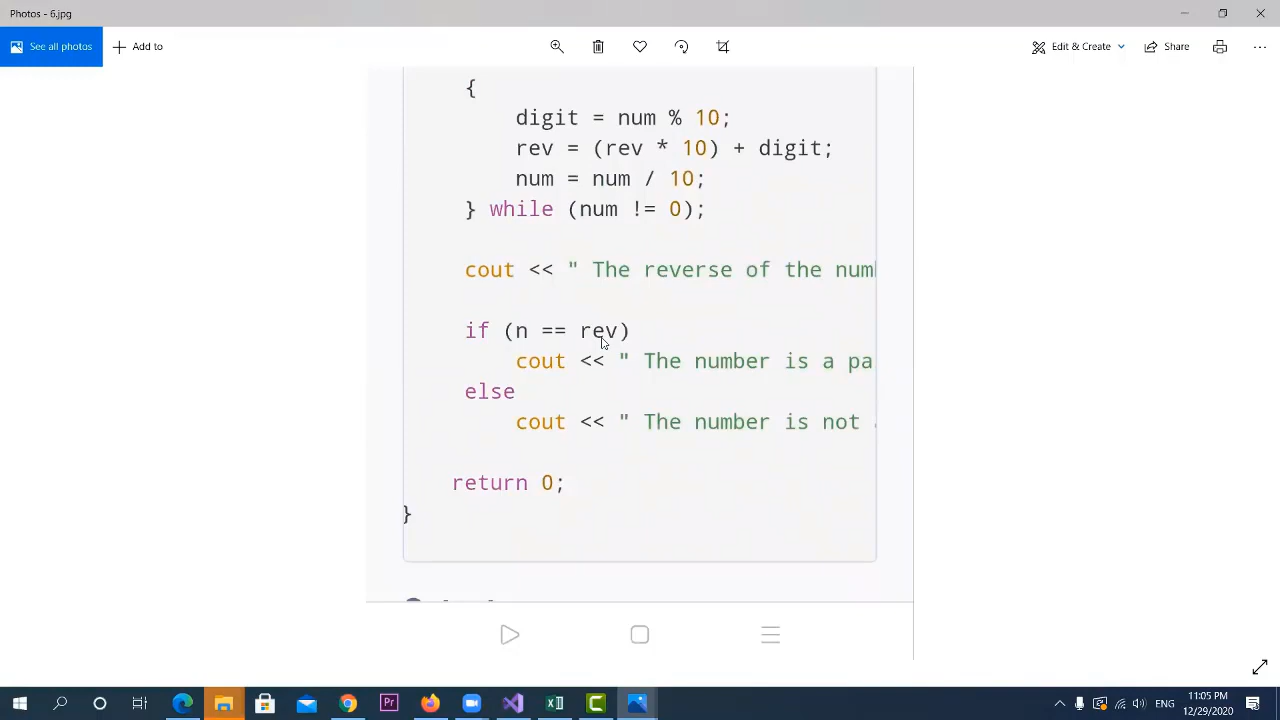 Photos - 6.jpg
See all photos
Add to
Edit & Create
Share
{
digit = num % 10;
rev = (rev * 10) + digit;
num = num / 10;
} while (num != 0);
cout << " The reverse of the num
if (n == rev)
cout << " The number is a pa
else
cout << " The number is not
return 0;
}
11:05 PM
12/29/2020